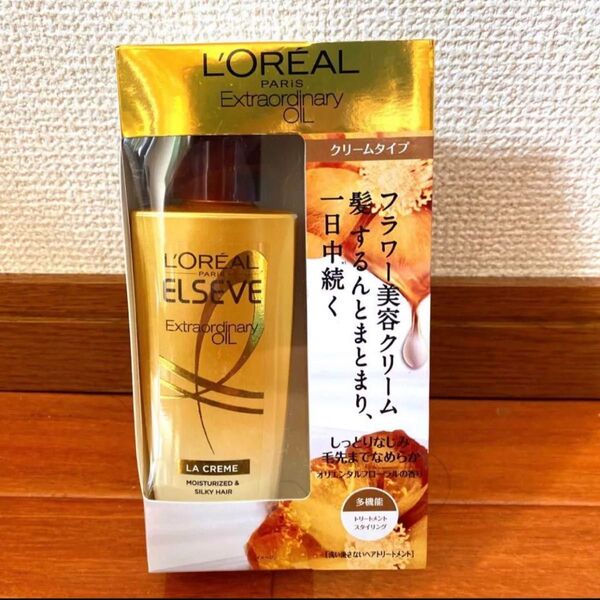 L'ORÉAL
PARIS
Extraordinary
OIL
クリームタイプ
フラワー美容クリーム
髪、するんとまとまり、
一日中続く
L'ORÉAL
PARIS
ELSEVE
Extraordinary
OIL
LA CREME
MOISTURIZED &
SILKY HAIR
しっとりなじみ
毛先までなめらか
オリエンタルフローラルの香り
多機能
トリートメント
スタイリング
[洗い流さないヘアトリートメント]